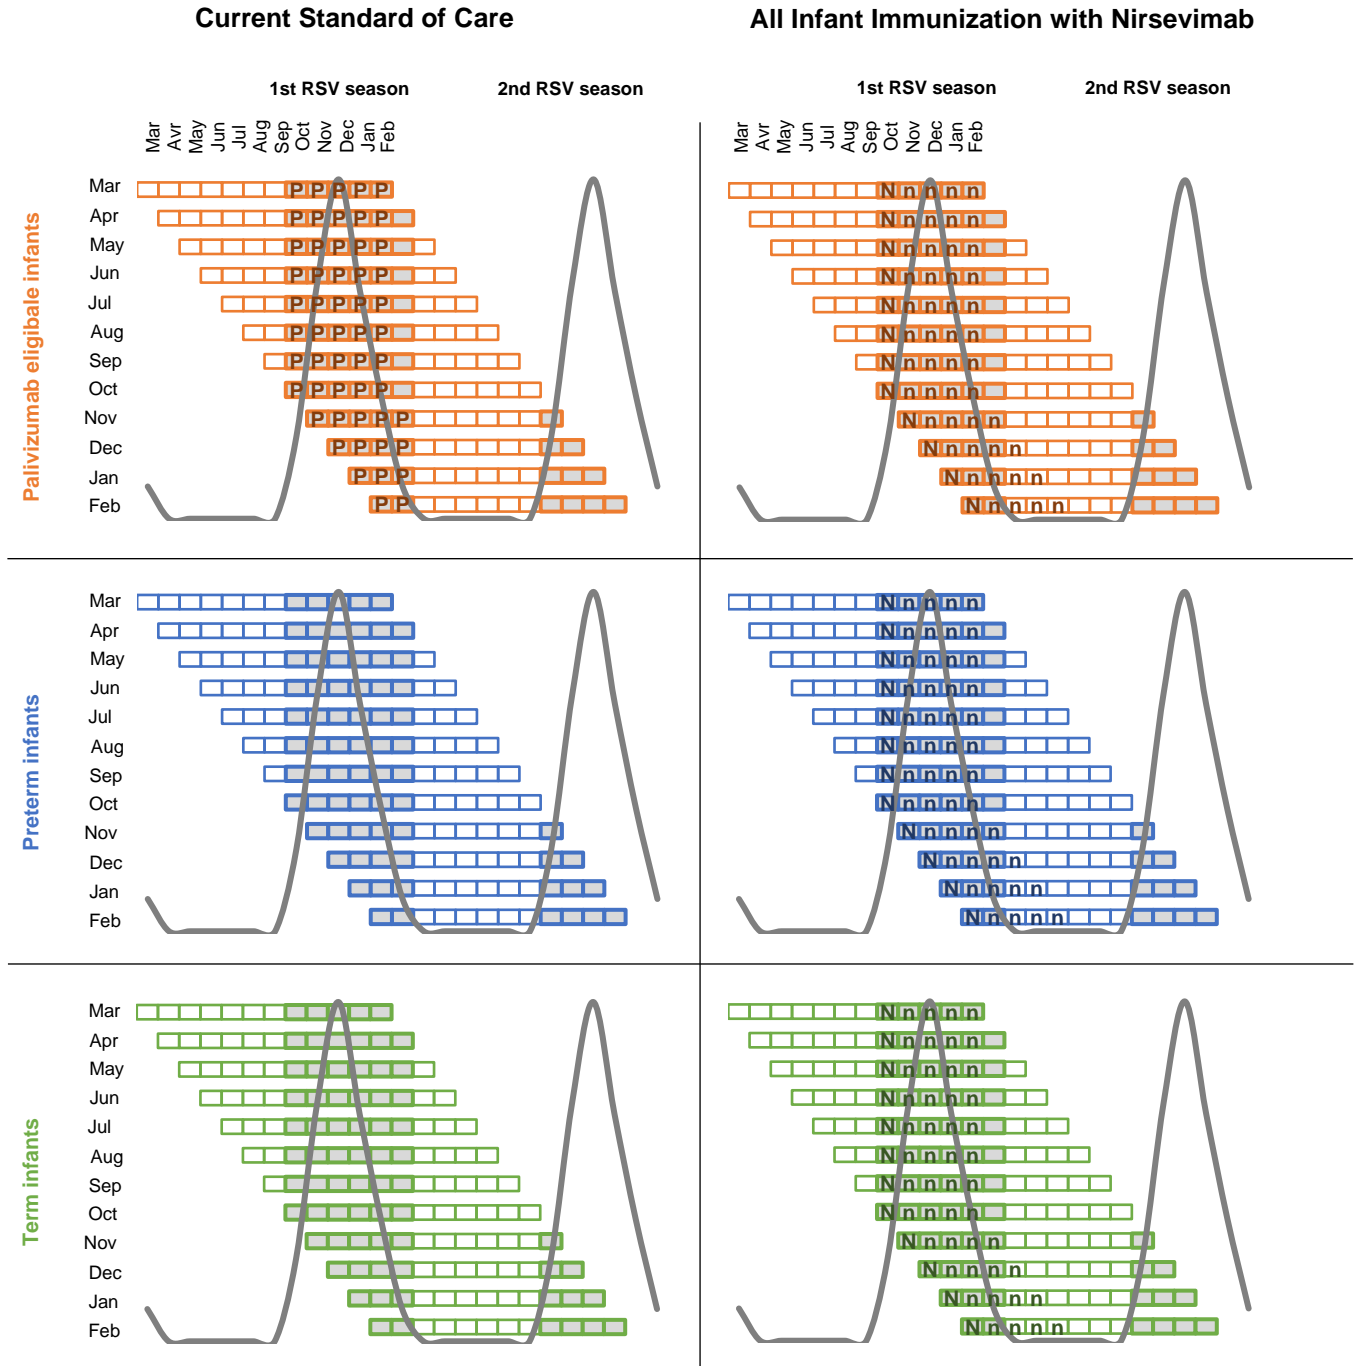 Current Standard of Care
All Infant Immunization with Nirsevimab
1st RSV season
2nd RSV season
1st RSV season
2nd RSV season
Mar Avr May Jun Jul Aug Sep Oct Nov Dec Jan Feb
Mar Avr May Jun Jul Aug Sep Oct Nov Dec Jan Feb
Palivizumab eligibale infants
Mar P P P P P N n n n n
Apr P P P P P N n n n n
May P P P P P N n n n n
Jun P P P P P N n n n n
Jul P P P P P N n n n n
Aug P P P P P N n n n n
Sep P P P P P N n n n n
Oct P P P P P N n n n n
Nov P P P P P N n n n n
Dec P P P P N n n n n
Jan P P P N n n n n
Feb P P N n n n n
Preterm infants
Mar N n n n n
Apr N n n n n
May N n n n n
Jun N n n n n
Jul N n n n n
Aug N n n n n
Sep N n n n n
Oct N n n n n
Nov N n n n n
Dec N n n n n
Jan N n n n n
Feb N n n n n
Term infants
Mar N n n n n
Apr N n n n n
May N n n n n
Jun N n n n n
Jul N n n n n
Aug N n n n n
Sep N n n n n
Oct N n n n n
Nov N n n n n
Dec N n n n n
Jan N n n n n
Feb N n n n n